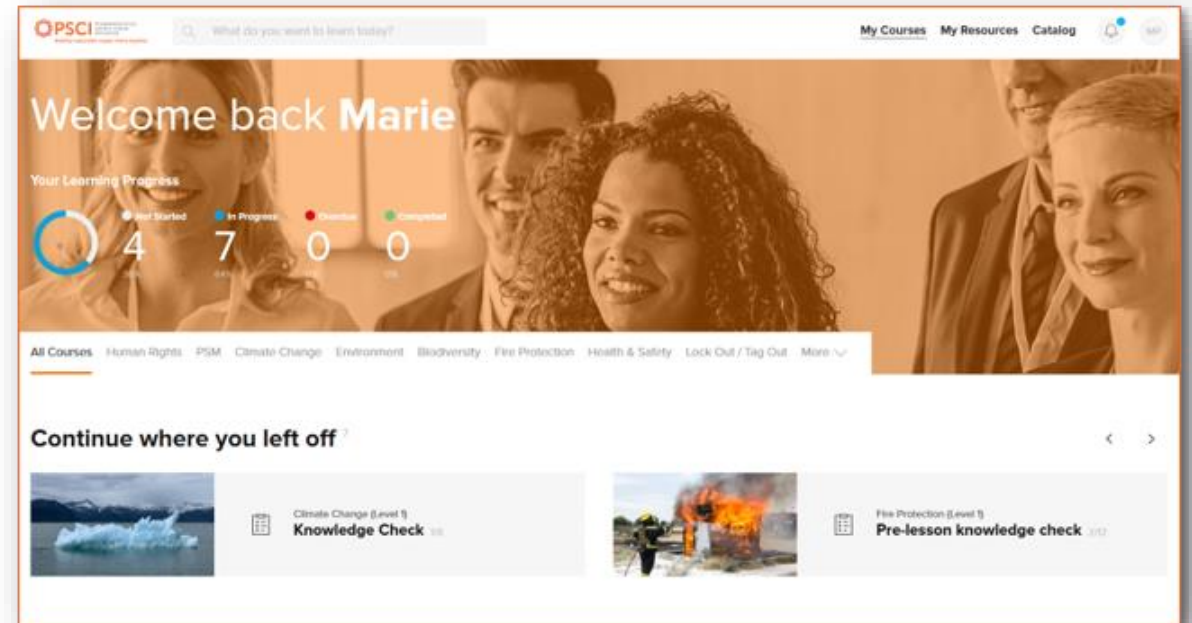 PSCI
What do you want to learn today?
My Courses My Resources Catalog
Welcome back Marie
Your Learning Progress
Not Started In Progress Overdue Completed
4 7 0 0
All Courses Human Rights PSM Climate Change Environment Biodiversity Fire Protection Health & Safety Lock Out / Tag Out More
Continue where you left off
Climate Change (Level 1)
Knowledge Check
Fire Protection (Level 1)
Pre-lesson knowledge check